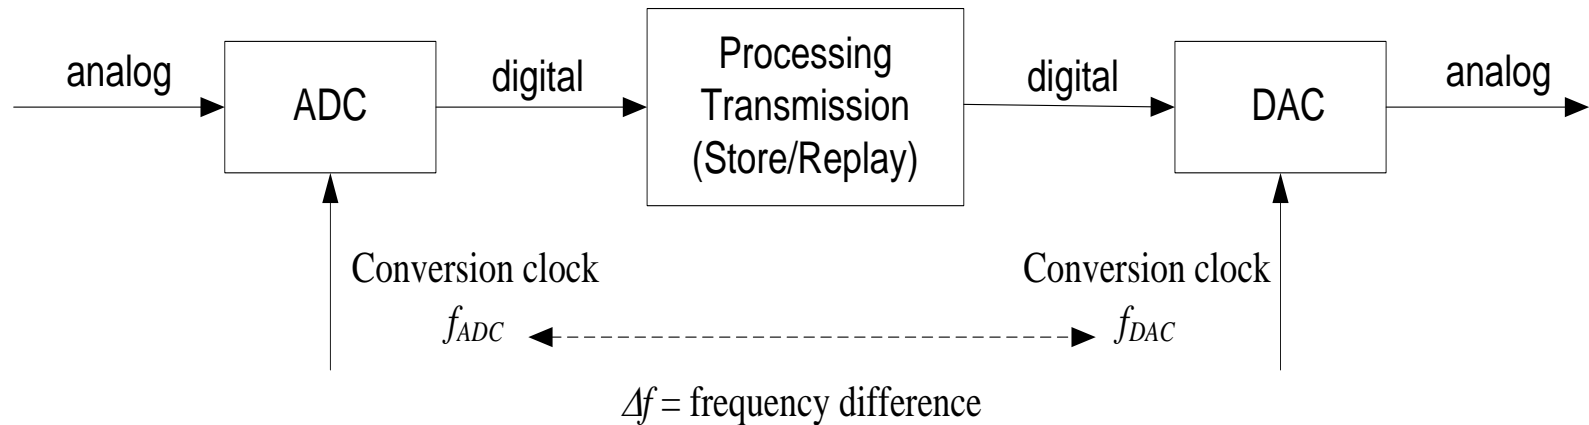 analog
ADC
digital
Processing
Transmission
(Store/Replay)
digital
DAC
analog
Conversion clock
fADC
Conversion clock
fDAC
Δf = frequency difference